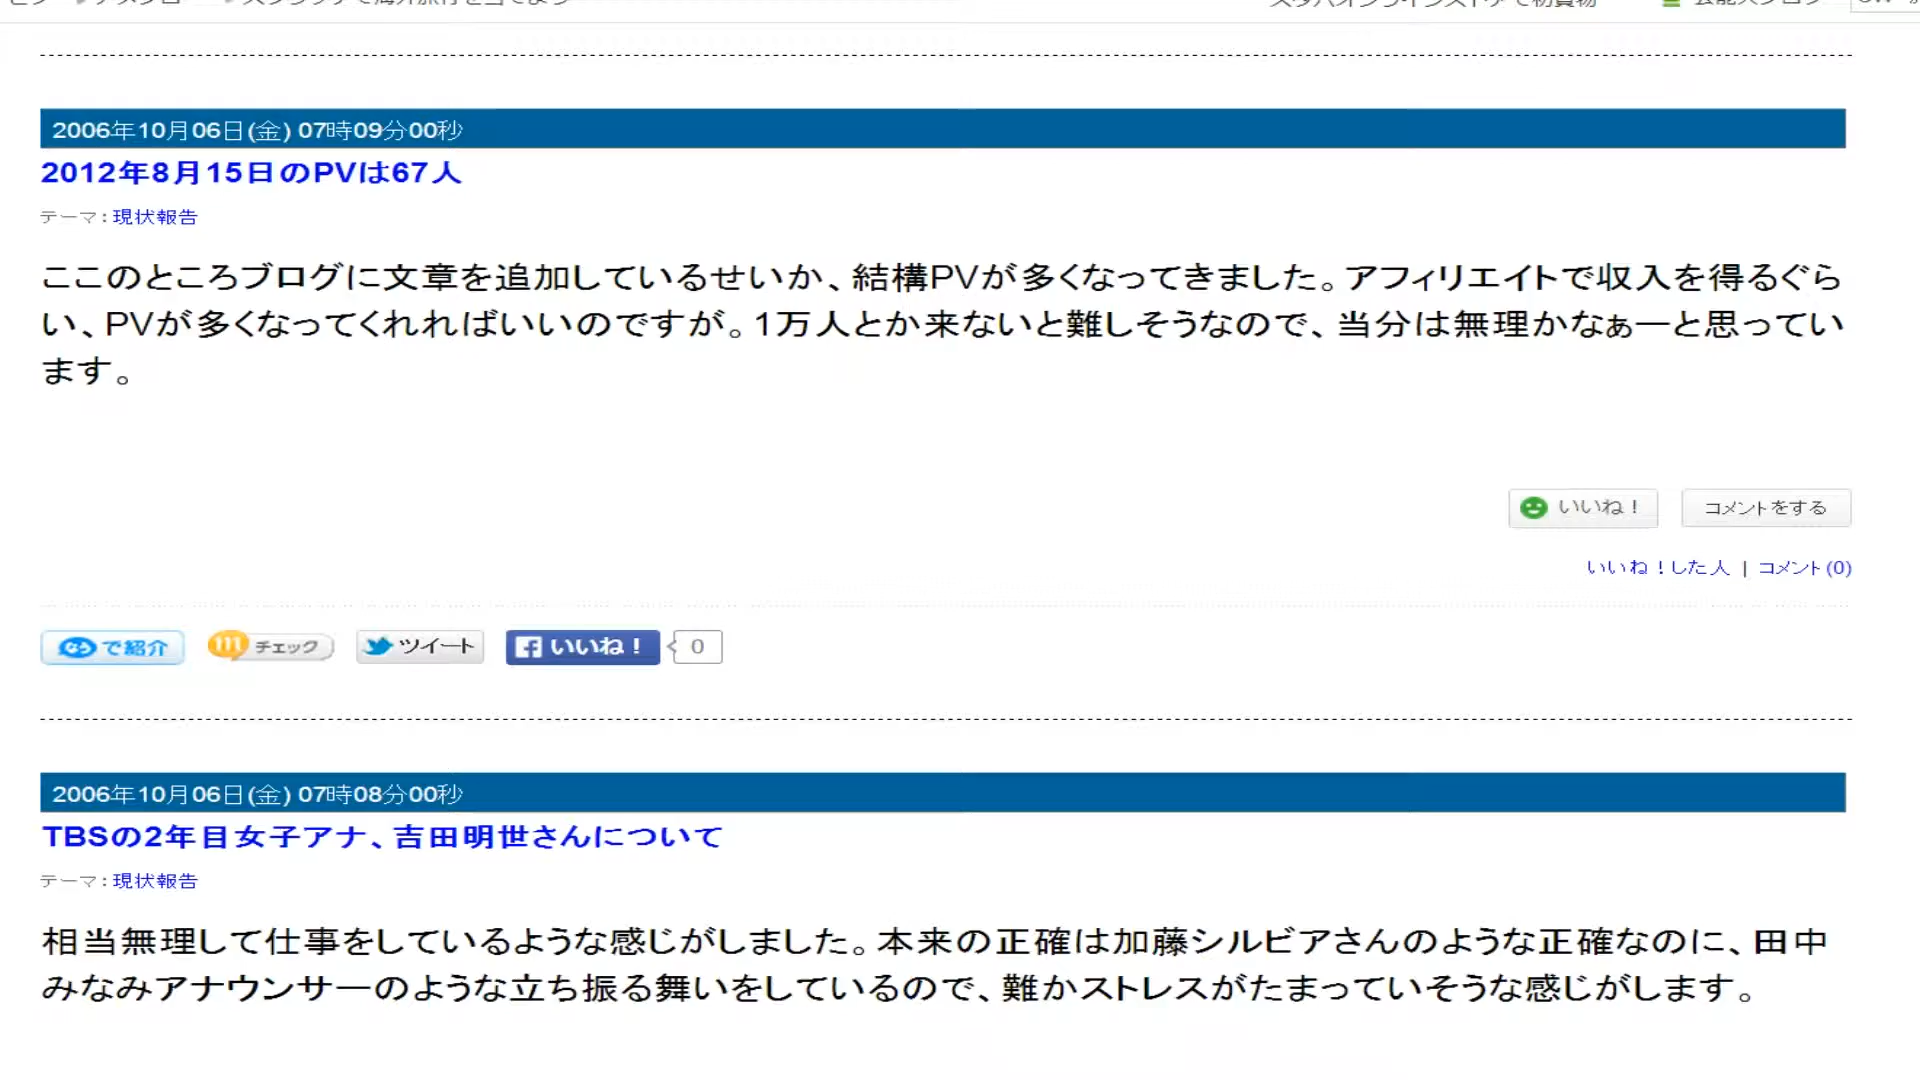 2006年10月06日(金) 07時09分00秒
2012年8月15日のPVは67人
テーマ：現状報告
ここのところブログに文章を追加しているせいか、結構PVが多くなってきました。アフィリエイトで収入を得るぐら
い、PVが多くなってくれればいいのですが。1万人とか来ないと難しそうなので、当分は無理かなぁーと思ってい
ます。
いいね！ コメントをする
いいね！した人 | コメント(0)
で紹介 チェック ツイート いいね！ 0
2006年10月06日(金) 07時08分00秒
TBSの2年目女子アナ、吉田明世さんについて
テーマ：現状報告
相当無理して仕事をしているような感じがしました。本来の正確は加藤シルビアさんのような正確なのに、田中
みなみアナウンサーのような立ち振る舞いをしているので、難かストレスがたまっていそうな感じがします。